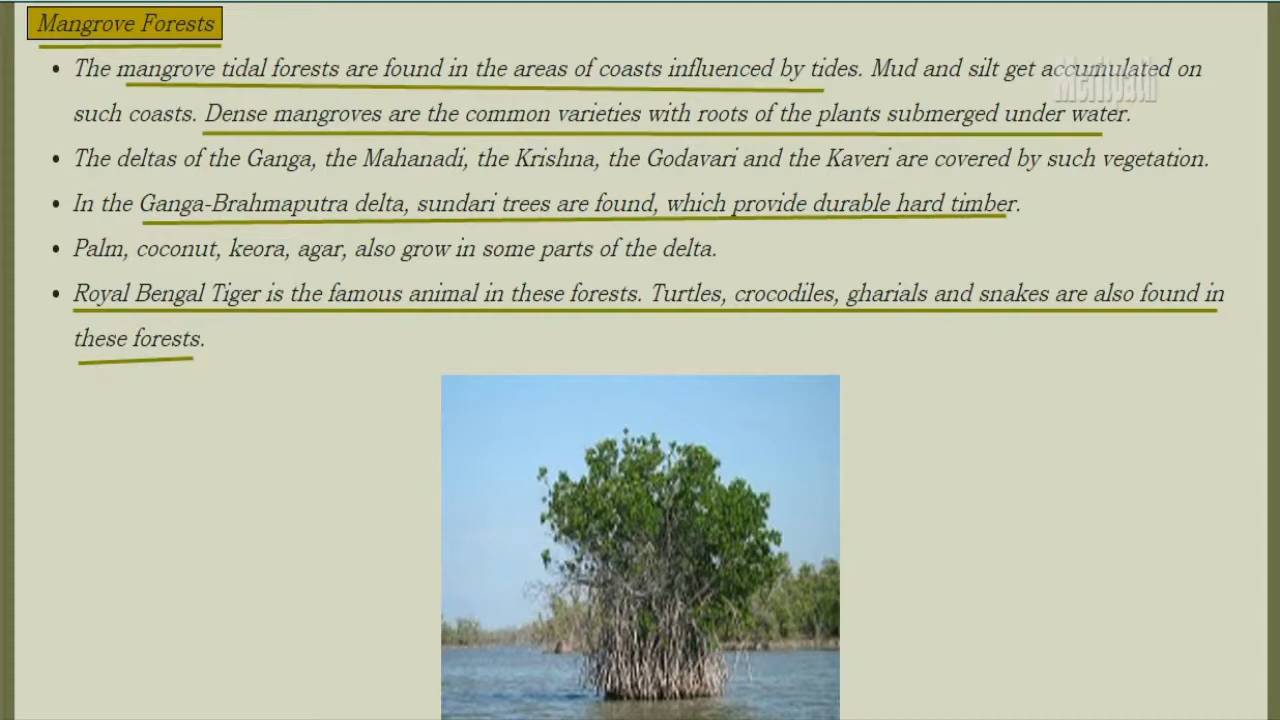 Mangrove Forests
• The mangrove tidal forests are found in the areas of coasts influenced by tides. Mud and silt get accumulated on
such coasts. Dense mangroves are the common varieties with roots of the plants submerged under water.
• The deltas of the Ganga, the Mahanadi, the Krishna, the Godavari and the Kaveri are covered by such vegetation.
• In the Ganga-Brahmaputra delta, sundari trees are found, which provide durable hard timber.
• Palm, coconut, keora, agar, also grow in some parts of the delta.
• Royal Bengal Tiger is the famous animal in these forests. Turtles, crocodiles, gharials and snakes are also found in
these forests.